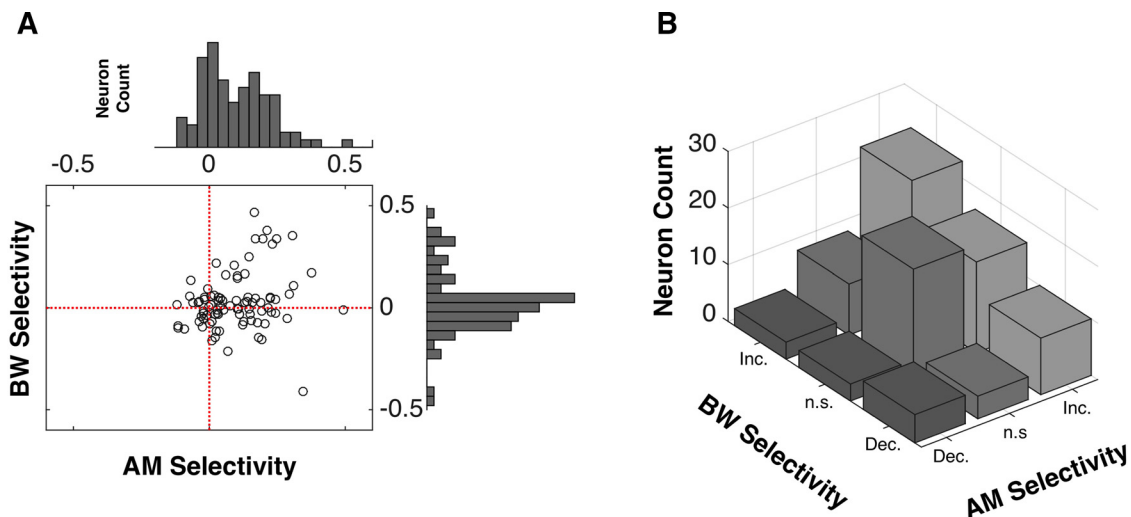 A
Neuron
Count
-0.5
0
0.5
BW Selectivity
0.5
0
-0.5
AM Selectivity
B
Neuron Count
30
20
10
0
Inc.
n.s.
Dec.
BW Selectivity
Dec.
n.s
Inc.
AM Selectivity